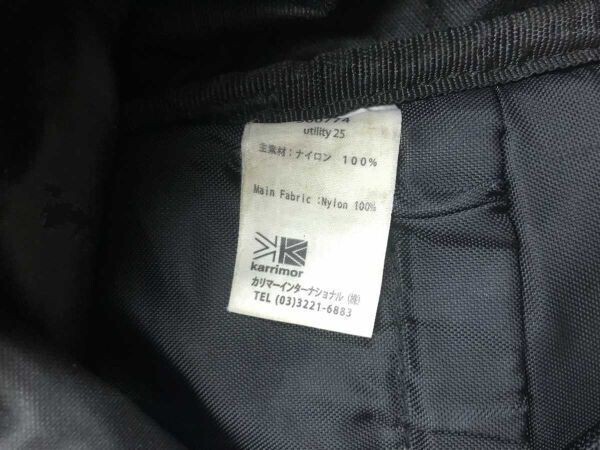 utility 25
主素材：ナイロン 100%
Main Fabric :Nylon 100%
karrimor
カリマーインターナショナル（株）
TEL (03)3221-6883